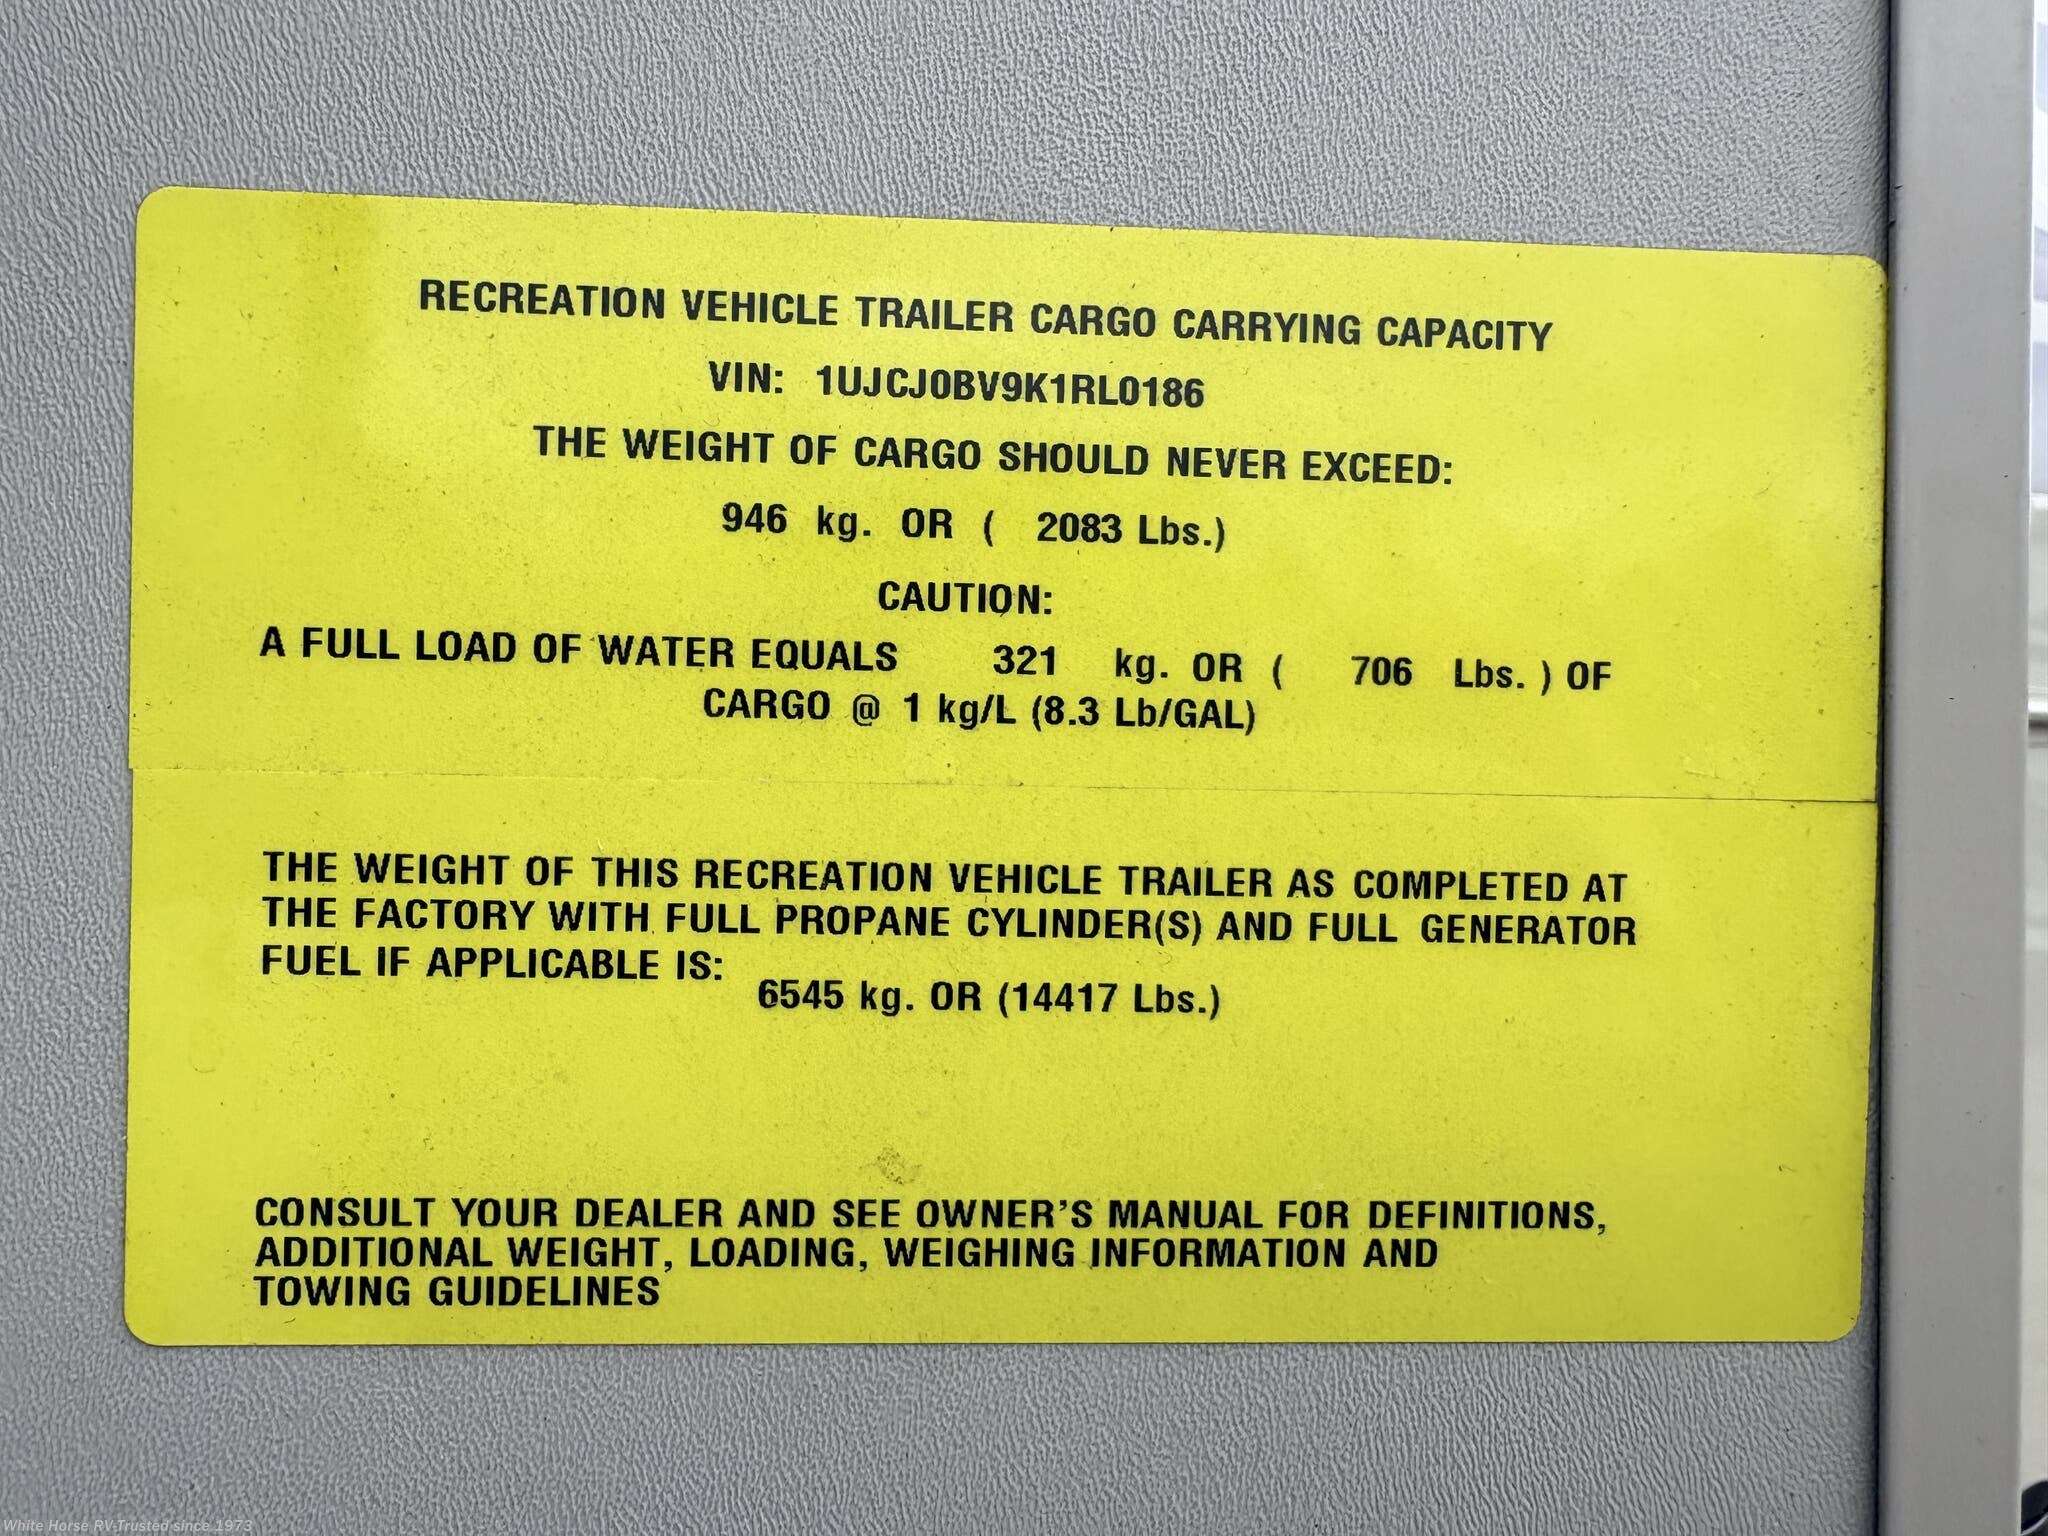 RECREATION VEHICLE TRAILER CARGO CARRYING CAPACITY
VIN: 1UJCJ0BV9K1RL0186
THE WEIGHT OF CARGO SHOULD NEVER EXCEED:
946 kg. OR ( 2083 Lbs.)
CAUTION:
A FULL LOAD OF WATER EQUALS 321 kg. OR ( 706 Lbs. ) OF
CARGO @ 1 kg/L (8.3 Lb/GAL)
THE WEIGHT OF THIS RECREATION VEHICLE TRAILER AS COMPLETED AT
THE FACTORY WITH FULL PROPANE CYLINDER(S) AND FULL GENERATOR
FUEL IF APPLICABLE IS:
6545 kg. OR (14417 Lbs.)
CONSULT YOUR DEALER AND SEE OWNER'S MANUAL FOR DEFINITIONS,
ADDITIONAL WEIGHT, LOADING, WEIGHING INFORMATION AND
TOWING GUIDELINES
White Horse RV-Trusted since 1973